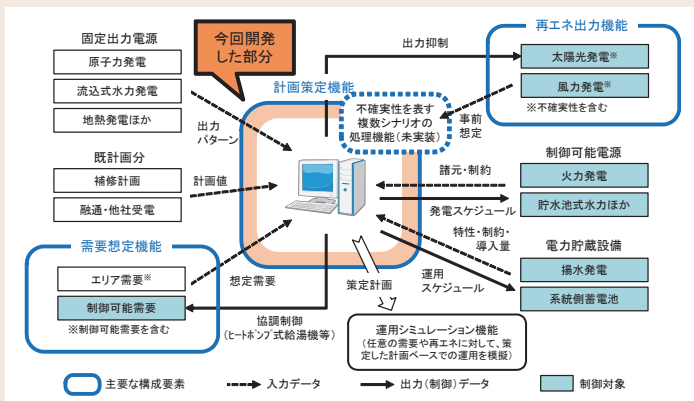 固定出力電源
原子力発電
流込式水力発電
地熱発電ほか
既計画分
補修計画
融通・他社受電
需要想定機能
エリア需要※
制御可能需要
※制御可能需要を含む
今回開発
した部分
計画策定機能
不確実性を表す
複数シナリオの
処理機能(未実装)
出力
パターン
計画値
想定需要
協調制御
(ﾋｰﾄﾎﾟﾝﾌﾟ式給湯機等)
策定計画
運用シミュレーション機能
(任意の需要や再エネに対して、策
定した計画ベースでの運用を模擬)
出力抑制
再エネ出力機能
太陽光発電※
風力発電※
※不確実性を含む
事前
想定
制御可能電源
諸元・制約
火力発電
発電スケジュール
貯水池式水力ほか
特性・制約・
導入量
電力貯蔵設備
揚水発電
系統側蓄電池
運用
スケジュール
主要な構成要素
入力データ
出力(制御)データ
制御対象